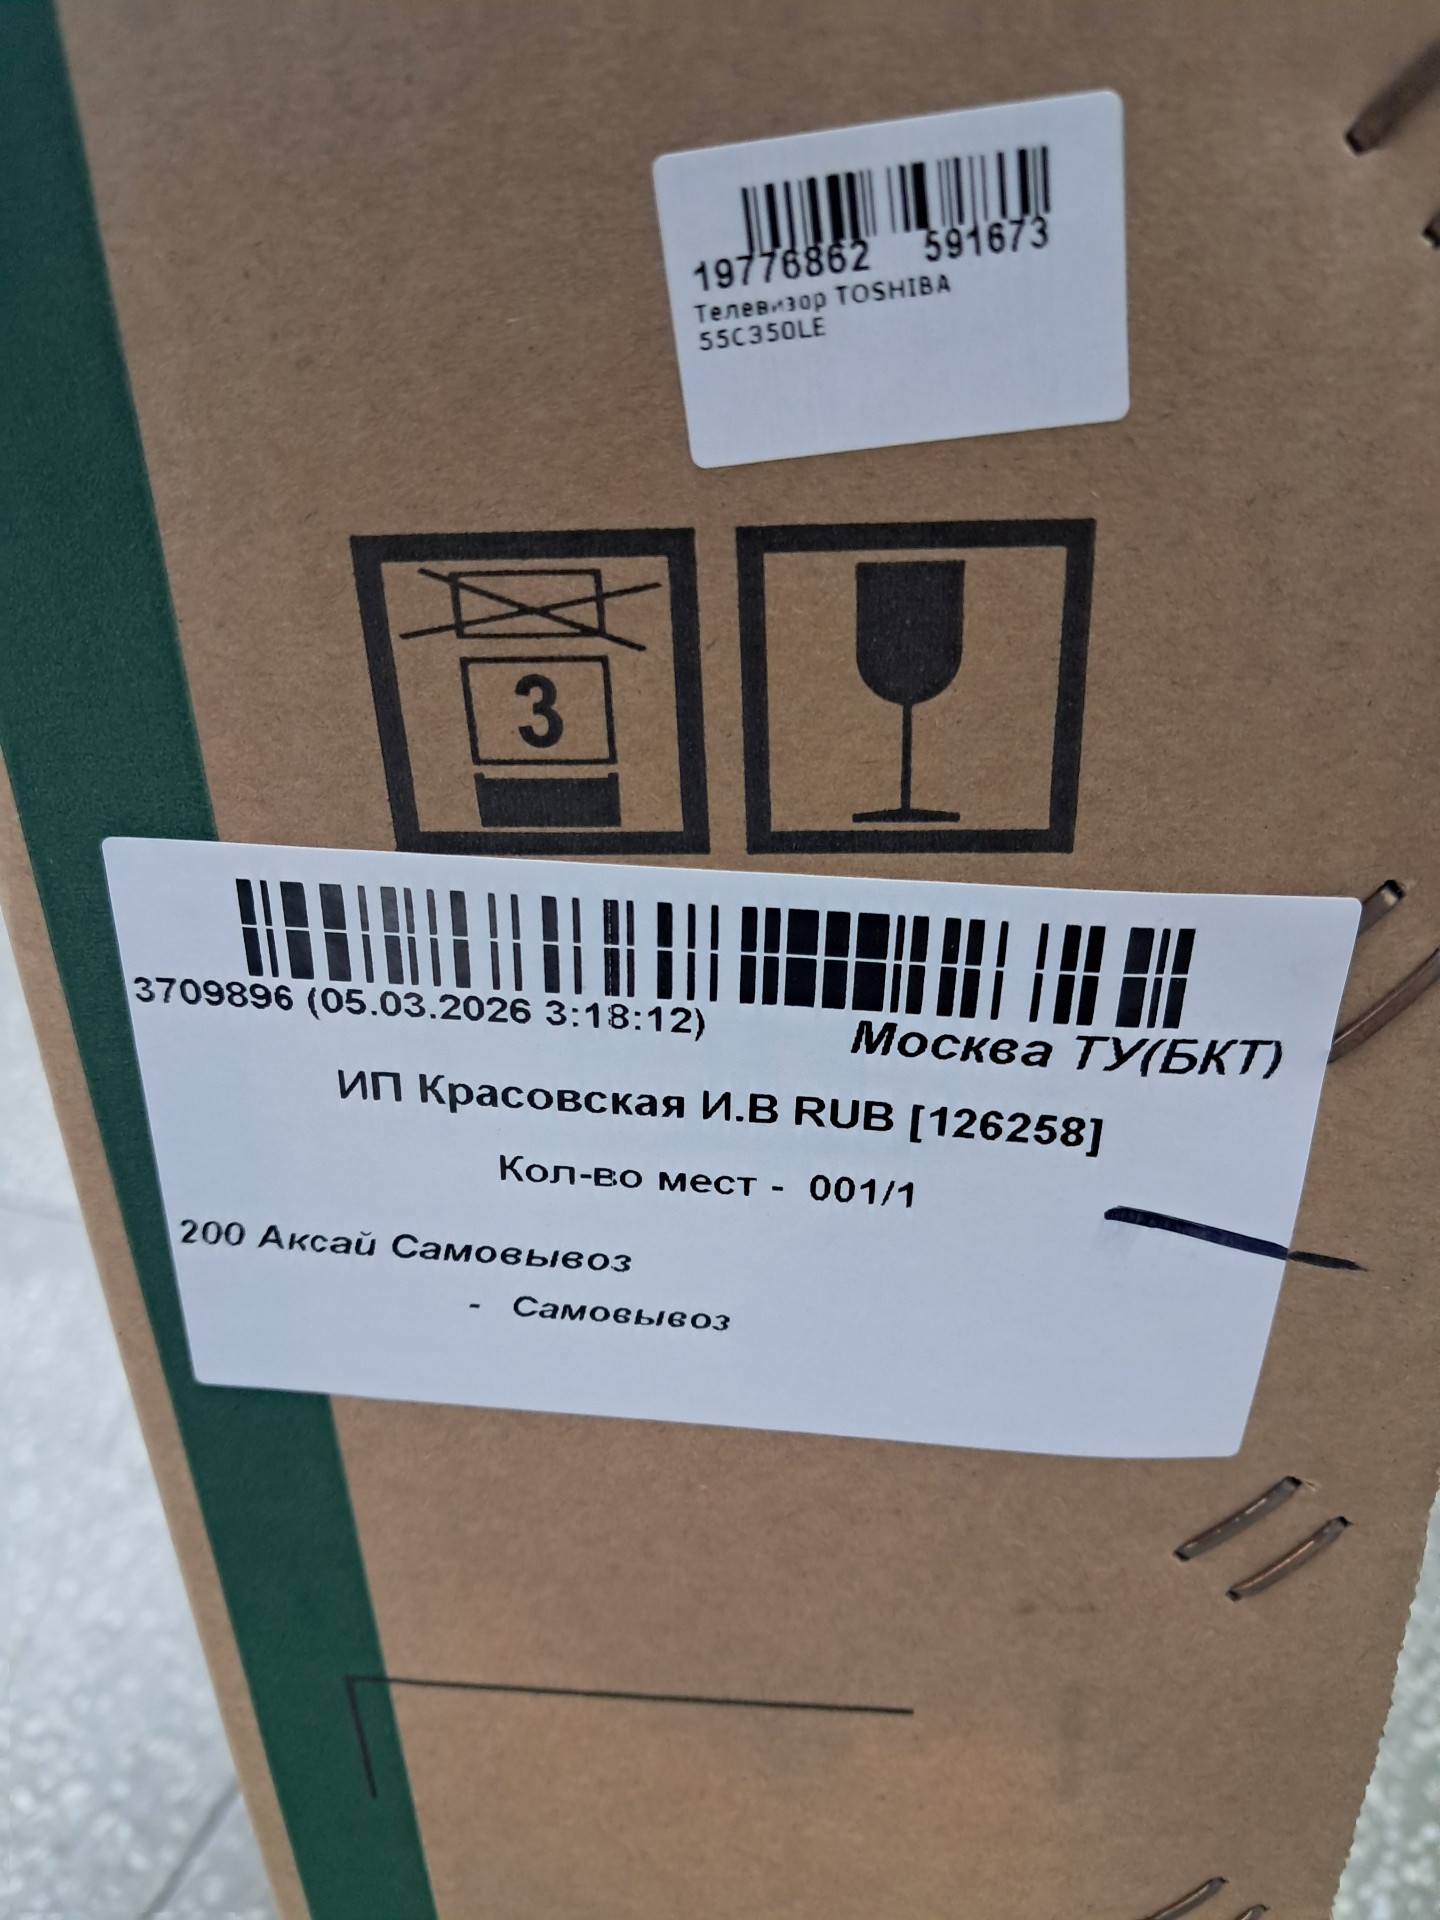 19776862 591673
Телевизор TOSHIBA
55C350LE
3
3709896 (05.03.2026 3:18:12)
Москва ТУ(БКТ)
ИП Красовская И.В RUB [126258]
Кол-во мест - 001/1
200 Аксай Самовывоз
- Самовывоз